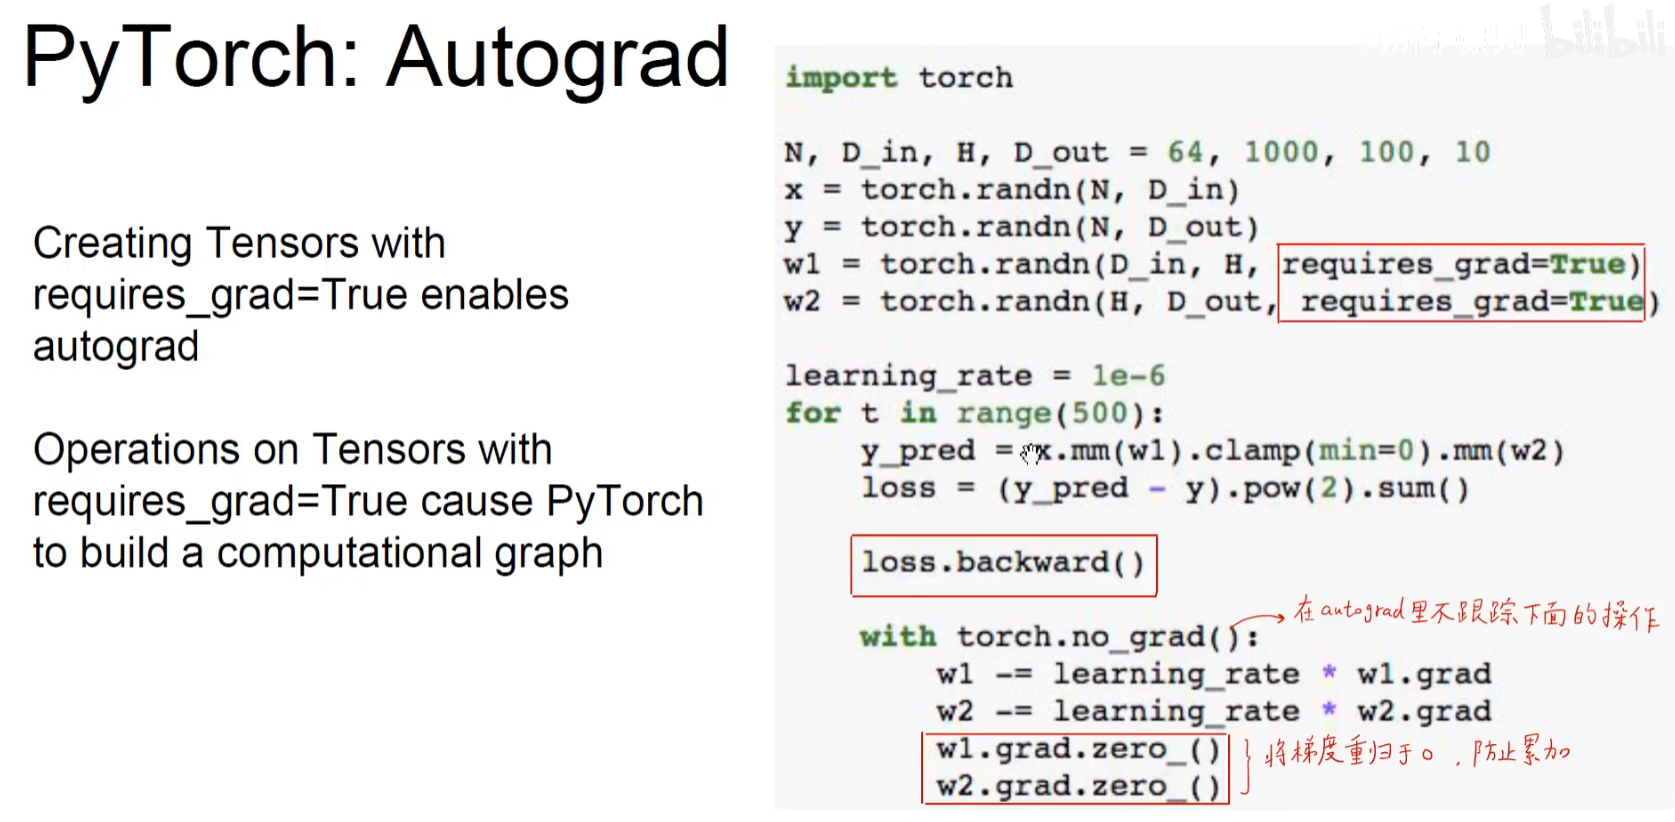 PyTorch: Autograd
Creating Tensors with
requires_grad=True enables
autograd
Operations on Tensors with
requires_grad=True cause PyTorch
to build a computational graph
bilibili
import torch
N, D_in, H, D_out = 64, 1000, 100, 10
x = torch.randn(N, D_in)
y = torch.randn(N, D_out)
w1 = torch.randn(D_in, H, requires_grad=True)
w2 = torch.randn(H, D_out, requires_grad=True)
learning_rate = 1e-6
for t in range(500):
y_pred = x.mm(w1).clamp(min=0).mm(w2)
loss = (y_pred - y).pow(2).sum()
loss.backward()
在autograd里不跟踪下面的操作
with torch.no_grad():
w1 -= learning_rate * w1.grad
w2 -= learning_rate * w2.grad
w1.grad.zero_()
将梯度重归于0，防止累加
w2.grad.zero_()